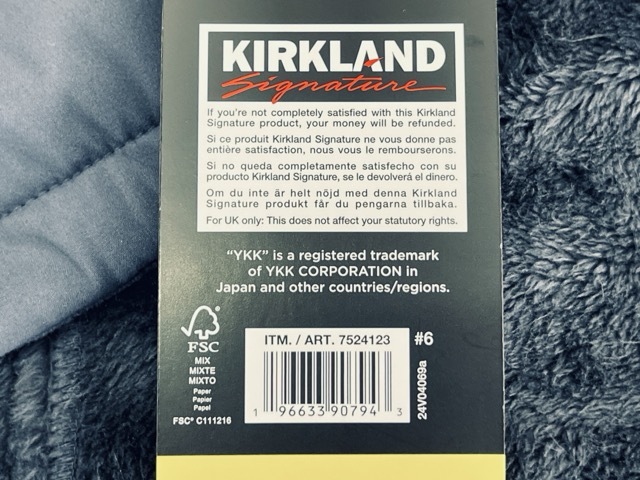 KIRKLAND
Signature
If you're not completely satisfied with this Kirkland
Signature product, your money will be refunded.
Si ce produit Kirkland Signature ne vous donne pas
entière satisfaction, nous vous le rembourserons.
Si no queda completamente satisfecho con su
producto Kirkland Signature, se le devolverá el dinero.
Om du inte är helt nöjd med denna Kirkland
Signature produkt får du pengarna tillbaka.
For UK only: This does not affect your statutory rights.
“YKK” is a registered trademark
of YKK CORPORATION in
Japan and other countries/regions.
FSC
MIX
MIXTE
MIXTO
Paper
Papier
Papel
FSC® C111216
ITM. / ART. 7524123
#6
1 96633 90794 3
24V04069a